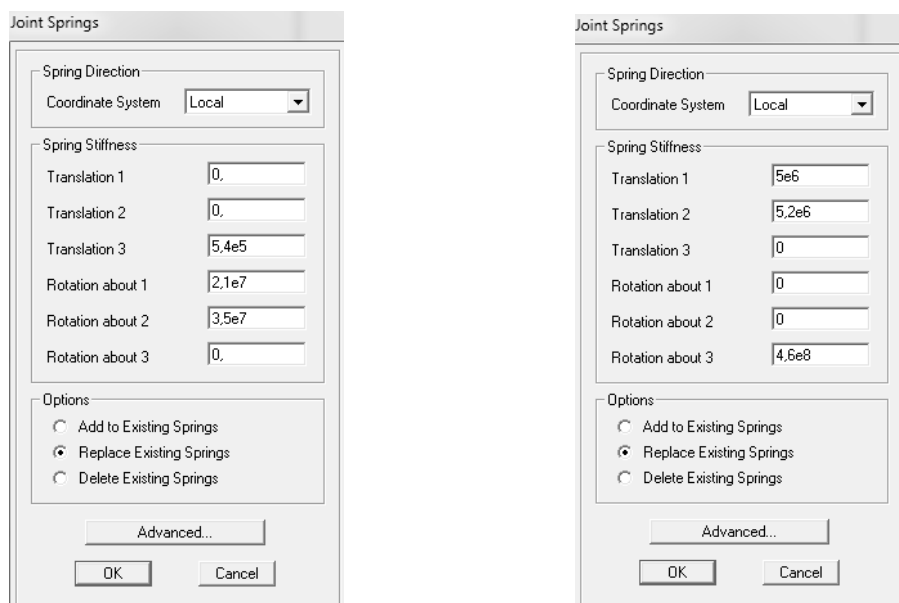 Joint Springs
Spring Direction
Coordinate System Local
Spring Stiffness
Translation 1 0,
Translation 2 0,
Translation 3 5,4e5
Rotation about 1 2,1e7
Rotation about 2 3,5e7
Rotation about 3 0,
Options
Add to Existing Springs
Replace Existing Springs
Delete Existing Springs
Advanced...
OK Cancel
Joint Springs
Spring Direction
Coordinate System Local
Spring Stiffness
Translation 1 5e6
Translation 2 5,2e6
Translation 3 0
Rotation about 1 0
Rotation about 2 0
Rotation about 3 4,6e8
Options
Add to Existing Springs
Replace Existing Springs
Delete Existing Springs
Advanced...
OK Cancel